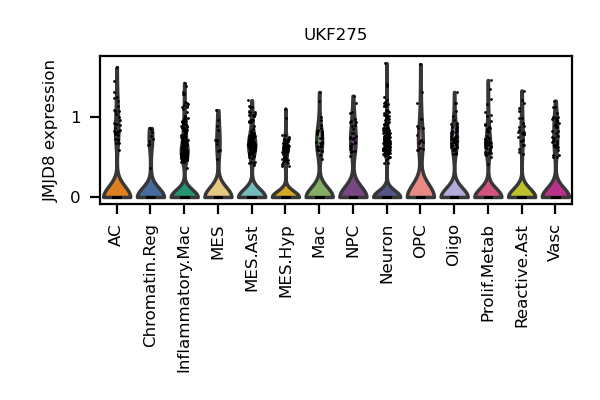 UKF275
JMJD8 expression
1
0
AC
Chromatin.Reg
Inflammatory.Mac
MES
MES.Ast
MES.Hyp
Mac
NPC
Neuron
OPC
Oligo
Prolif.Metab
Reactive.Ast
Vasc